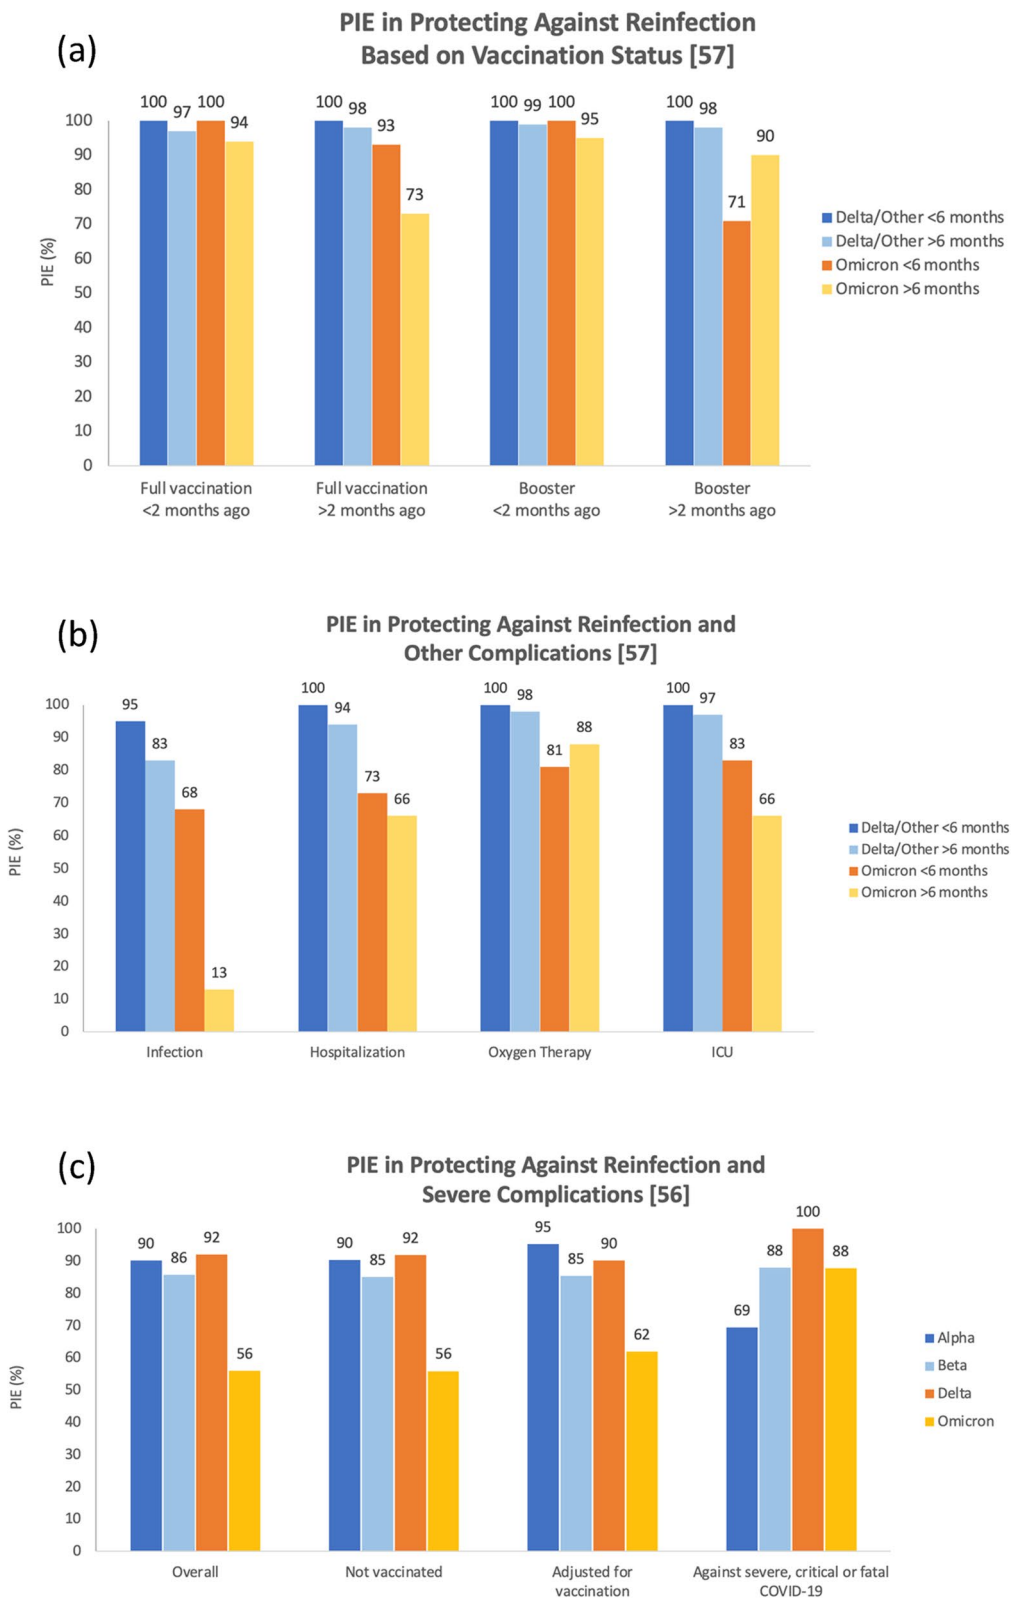 (a)
PIE in Protecting Against Reinfection
Based on Vaccination Status [57]
100 97 100 94
100 98 93 73
100 99 100 95
100 98 71 90
100
90
80
70
60
50
40
30
20
10
0
PIE (%)
Delta/Other <6 months
Delta/Other >6 months
Omicron <6 months
Omicron >6 months
Full vaccination
<2 months ago
Full vaccination
>2 months ago
Booster
<2 months ago
Booster
>2 months ago
(b)
PIE in Protecting Against Reinfection and
Other Complications [57]
95 83 68 13
100 94 73 66
100 98 81 88
100 97 83 66
100
90
80
70
60
50
40
30
20
10
0
PIE (%)
Delta/Other <6 months
Delta/Other >6 months
Omicron <6 months
Omicron >6 months
Infection
Hospitalization
Oxygen Therapy
ICU
(c)
PIE in Protecting Against Reinfection and
Severe Complications [56]
90 86 92 56
90 85 92 56
95 85 90 62
69 88 100 88
100
90
80
70
60
50
40
30
20
10
0
PIE (%)
Alpha
Beta
Delta
Omicron
Overall
Not vaccinated
Adjusted for
vaccination
Against severe, critical or fatal
COVID-19